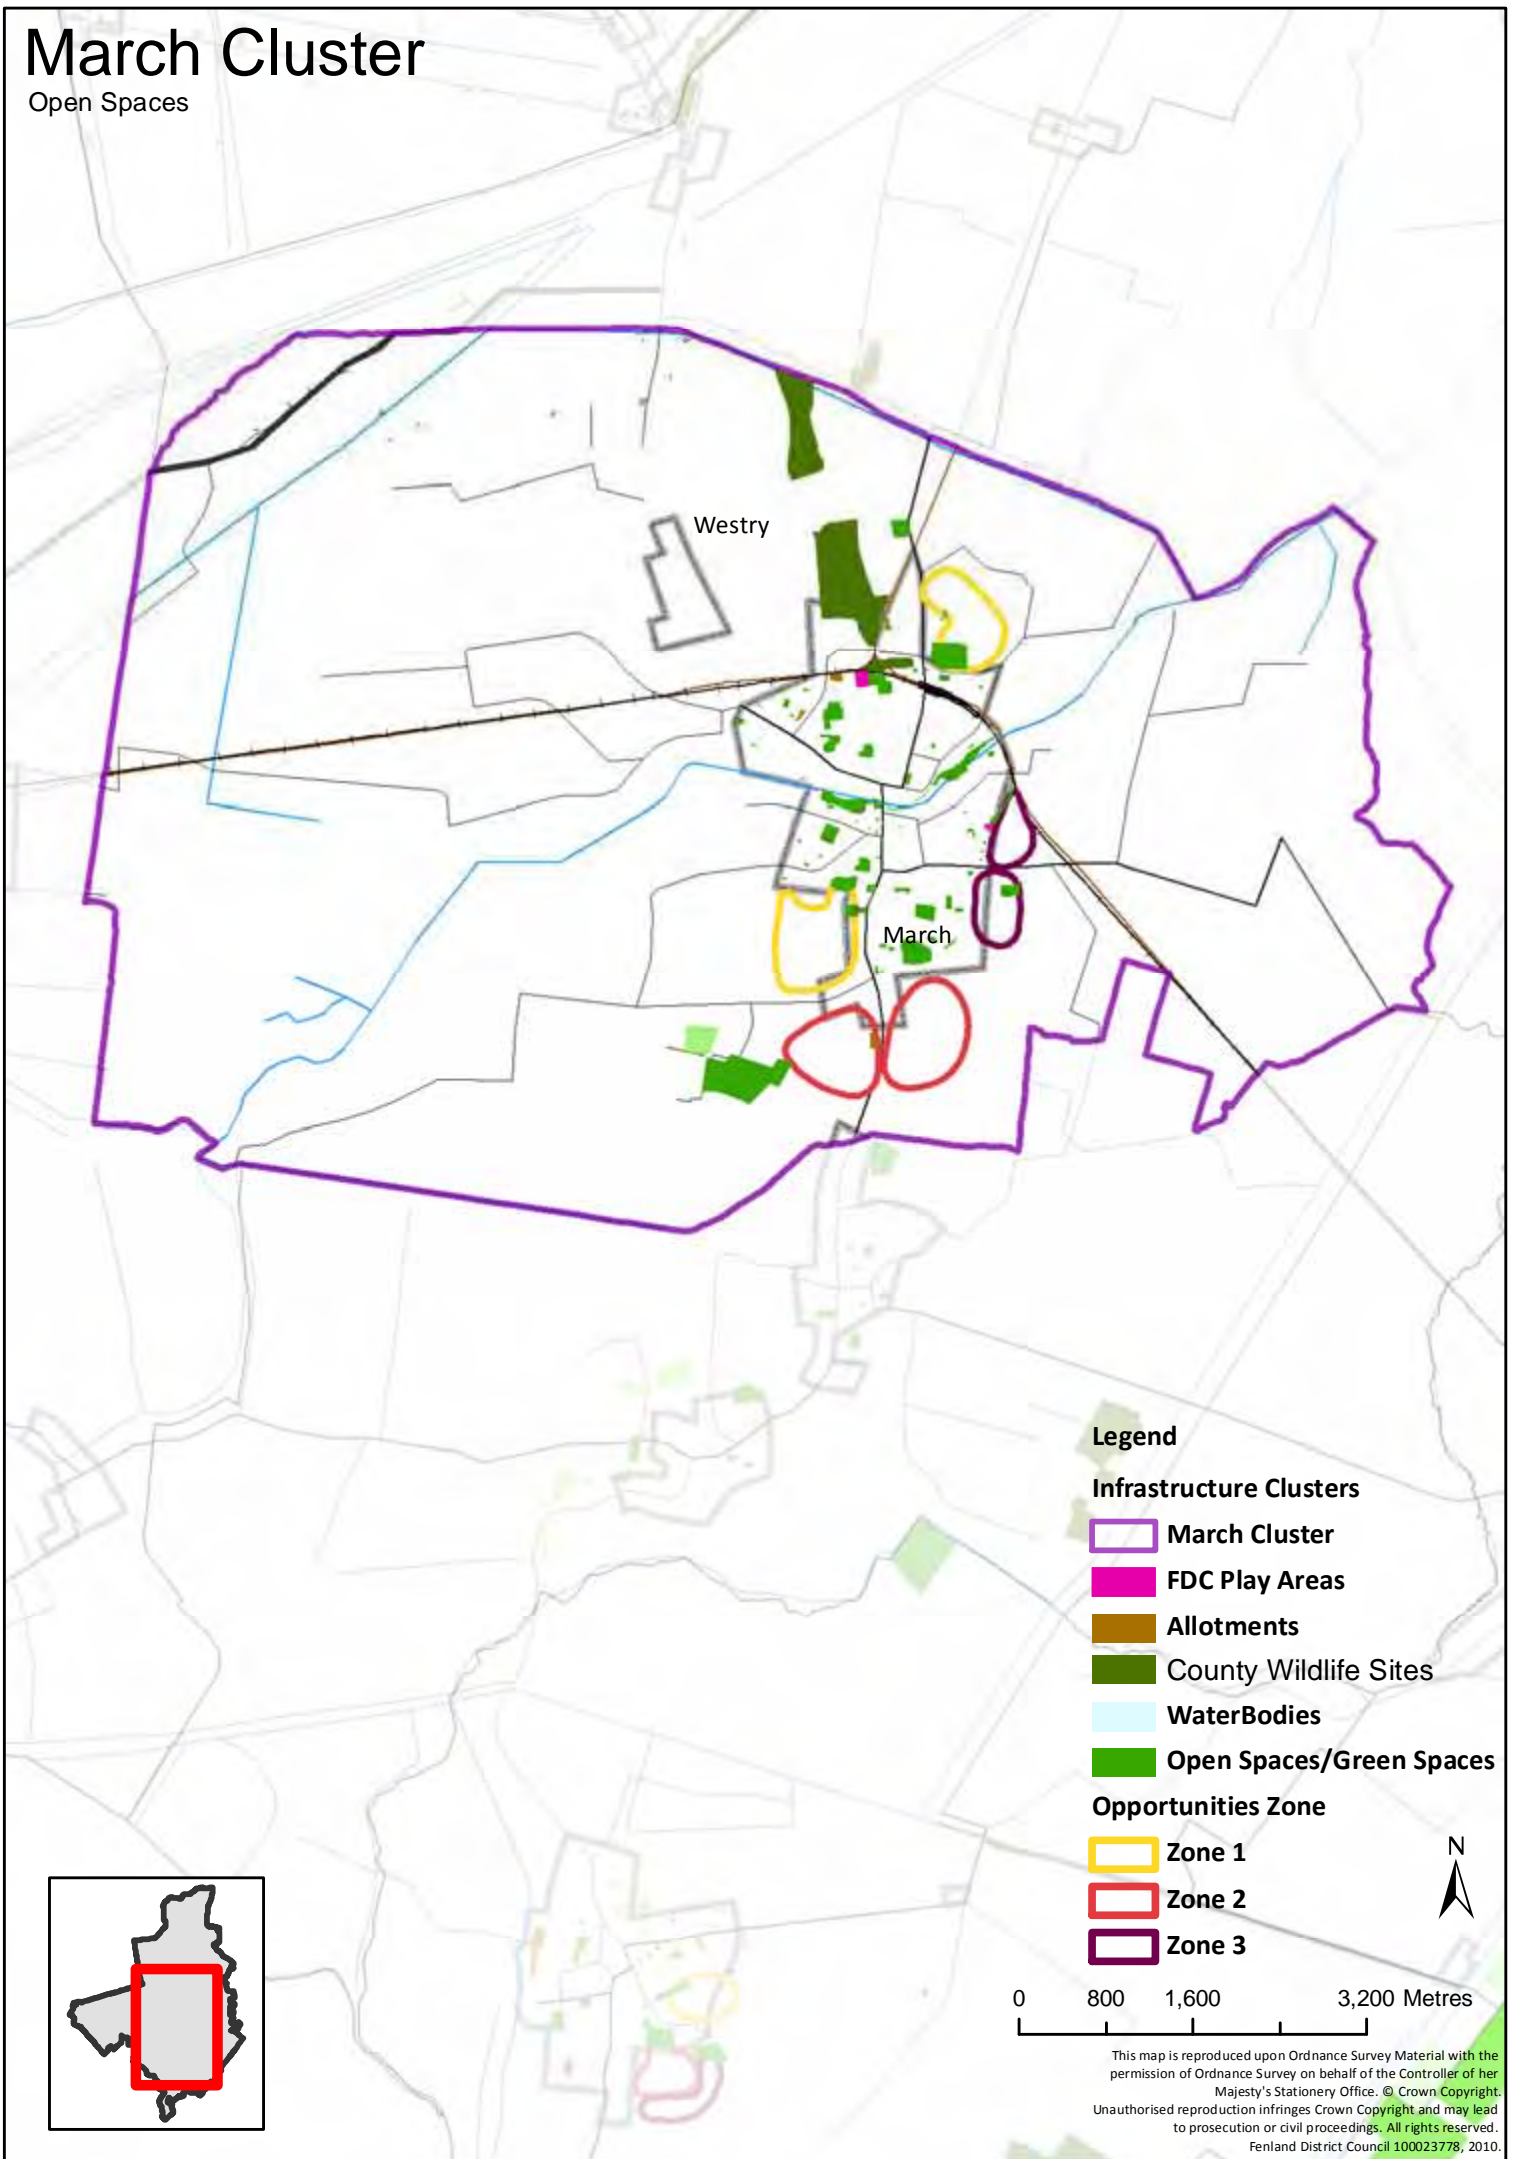 March Cluster
Open Spaces
Westry
March
Legend
Infrastructure Clusters
March Cluster
FDC Play Areas
Allotments
County Wildlife Sites
WaterBodies
Open Spaces/Green Spaces
Opportunities Zone
Zone 1
Zone 2
Zone 3
N
0 800 1,600 3,200 Metres
This map is reproduced upon Ordnance Survey Material with the
permission of Ordnance Survey on behalf of the Controller of her
Majesty's Stationery Office. © Crown Copyright.
Unauthorised reproduction infringes Crown Copyright and may lead
to prosecution or civil proceedings. All rights reserved.
Fenland District Council 100023778, 2010.